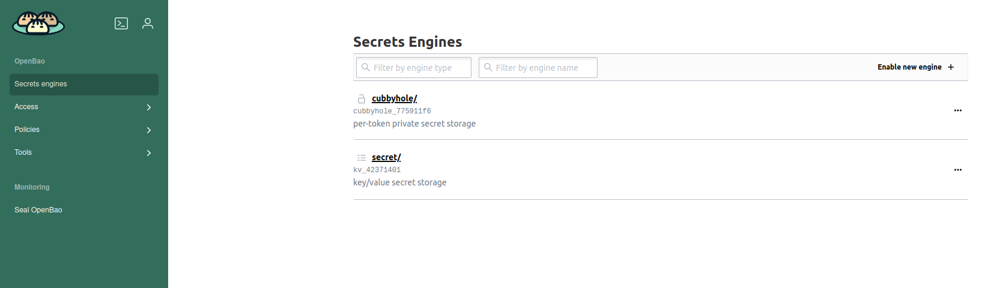 OpenBao
Secrets engines
Access
Policies
Tools
Monitoring
Seal OpenBao
Secrets Engines
Filter by engine type
Filter by engine name
Enable new engine
cubbyhole/
cubbyhole_775911f6
per-token private secret storage
secret/
kv_42371401
key/value secret storage